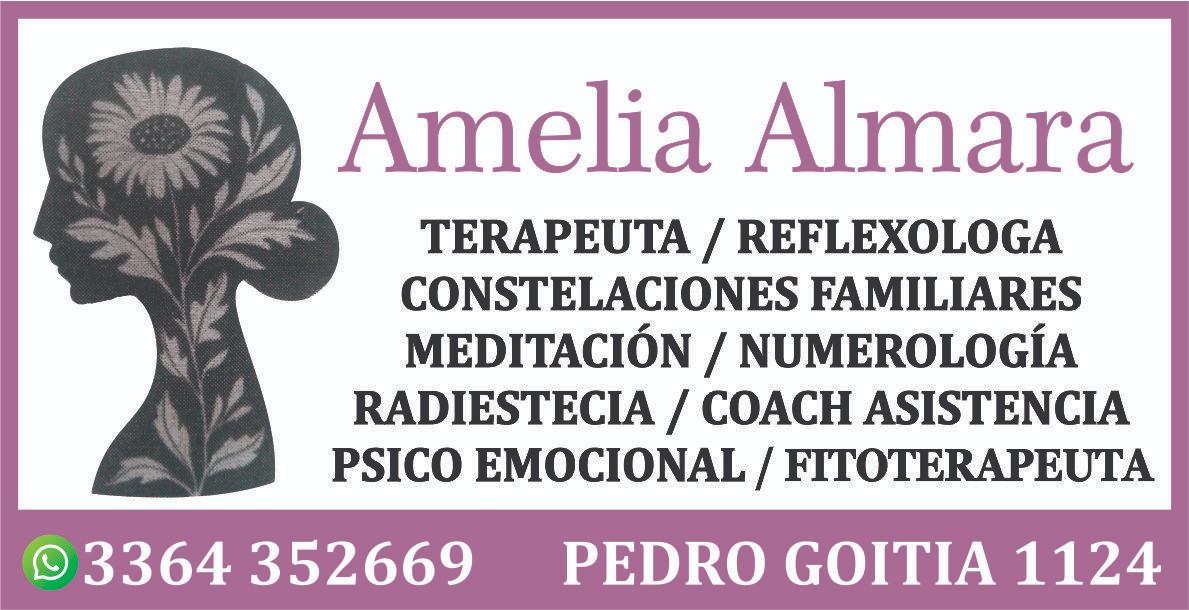 Amelia Almara
TERAPEUTA / REFLEXOLOGA
CONSTELACIONES FAMILIARES
MEDITACIÓN / NUMEROLOGÍA
RADIESTECIA / COACH ASISTENCIA
PSICO EMOCIONAL / FITOTERAPEUTA
3364 352669 PEDRO GOITIA 1124